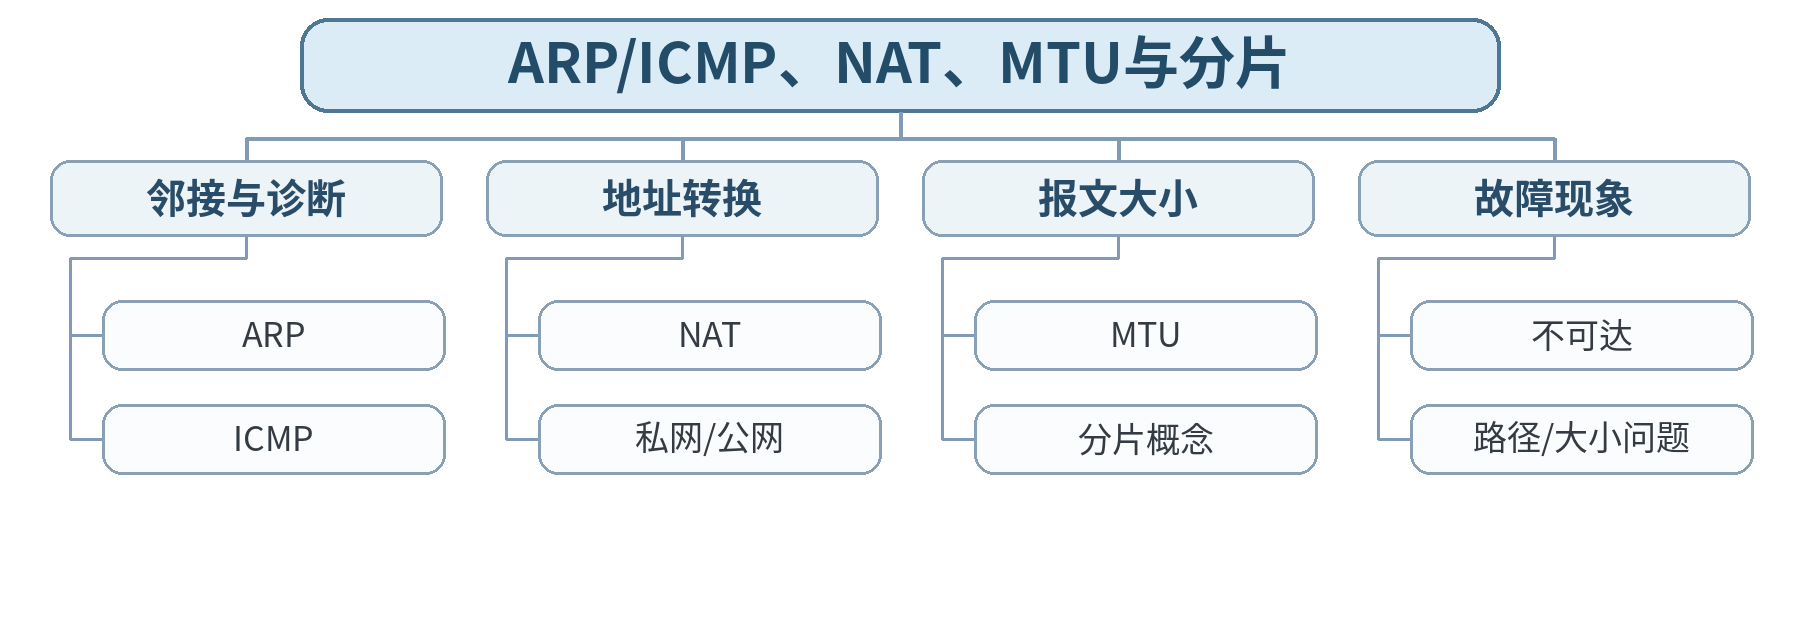 ARP/ICMP、NAT、MTU与分片
邻接与诊断
ARP
ICMP
地址转换
NAT
私网/公网
报文大小
MTU
分片概念
故障现象
不可达
路径/大小问题